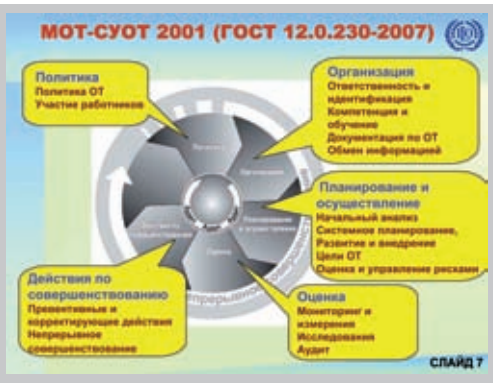 МОТ-СУОТ 2001 (ГОСТ 12.0.230-2007)
Политика
Политика ОТ
Участие работников
Организация
Ответственность и
идентификация
Компетенция и
обучение
Документация по ОТ
Обмен информацией
Планирование и
осуществление
Начальный анализ
Системное планирование,
Развитие и внедрение
Цели ОТ
Оценка и управление рисками
Оценка
Мониторинг и
измерения
Исследования
Аудит
Действия по
совершенствованию
Превентивные и
корректирующие действия
Непрерывное
совершенствование
СЛАЙД 7